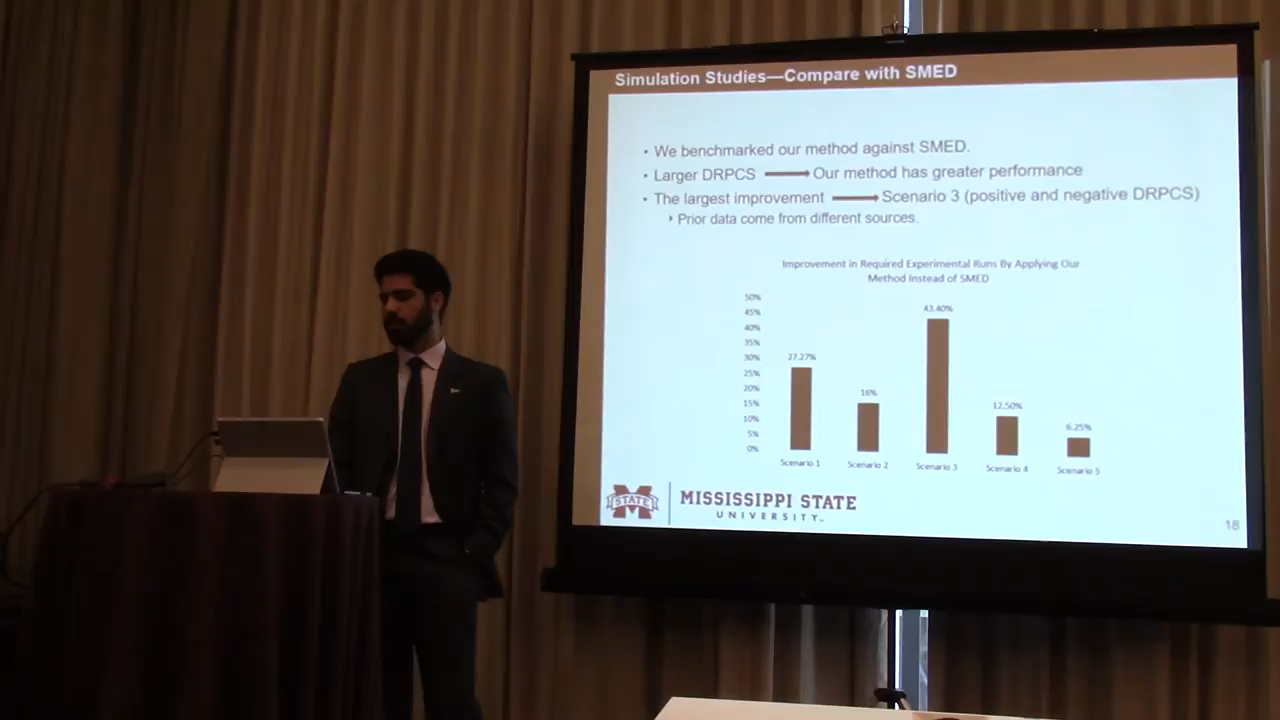 Simulation Studies—Compare with SMED
• We benchmarked our method against SMED.
• Larger DRPCS → Our method has greater performance
• The largest improvement → Scenario 3 (positive and negative DRPCS)
Prior data come from different sources.
Improvement in Required Experimental Runs By Applying Our
Method Instead of SMED
50%
45%
40%
35%
30%
25%
20%
15%
10%
5%
0%
27.27%
16%
43.40%
12.50%
6.25%
Scenario 1
Scenario 2
Scenario 3
Scenario 4
Scenario 5
STATE
MISSISSIPPI STATE
UNIVERSITY™
18